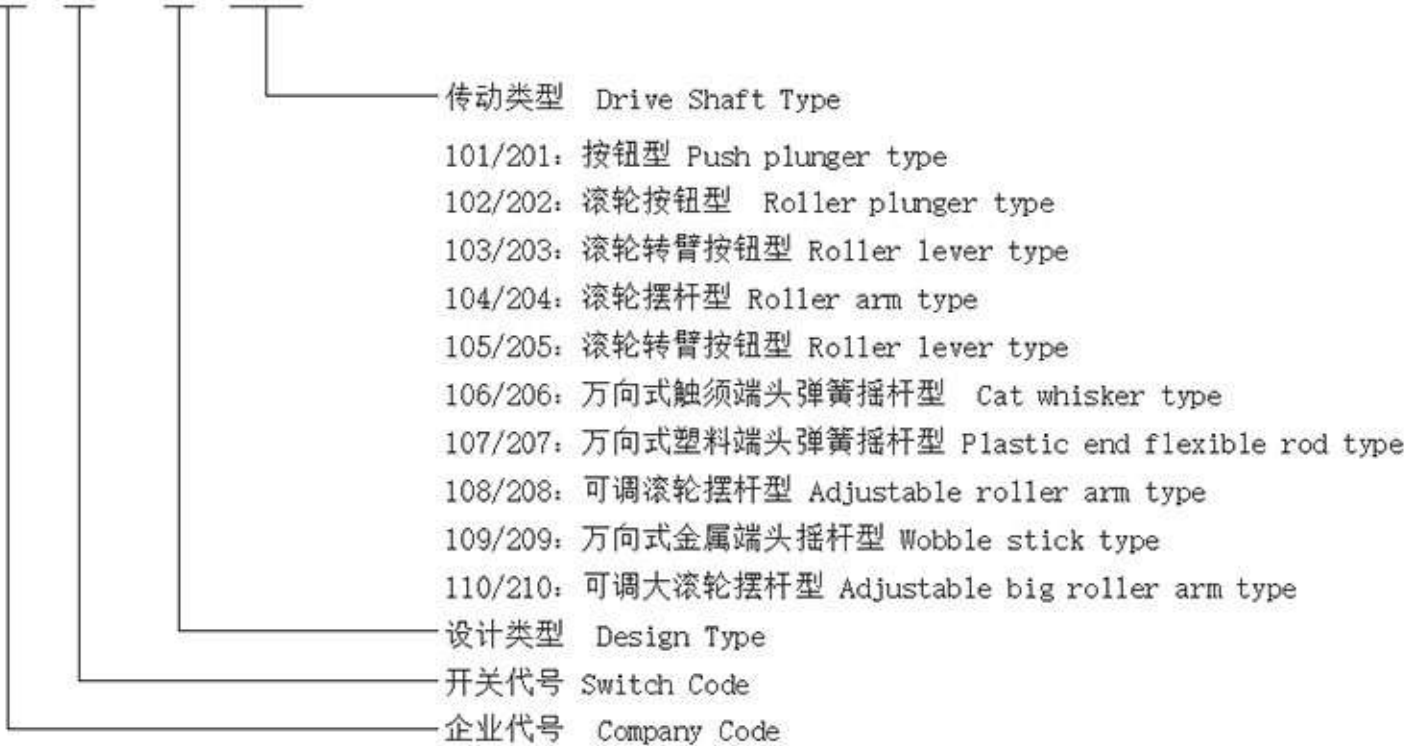 传动类型 Drive Shaft Type
101/201: 按钮型 Push plunger type
102/202: 滚轮按钮型 Roller plunger type
103/203: 滚轮转臂按钮型 Roller lever type
104/204: 滚轮摆杆型 Roller arm type
105/205: 滚轮转臂按钮型 Roller lever type
106/206: 万向式触须端头弹簧摇杆型 Cat whisker type
107/207: 万向式塑料端头弹簧摇杆型 Plastic end flexible rod type
108/208: 可调滚轮摆杆型 Adjustable roller arm type
109/209: 万向式金属端头摇杆型 Wobble stick type
110/210: 可调大滚轮摆杆型 Adjustable big roller arm type
设计类型 Design Type
开关代号 Switch Code
企业代号 Company Code